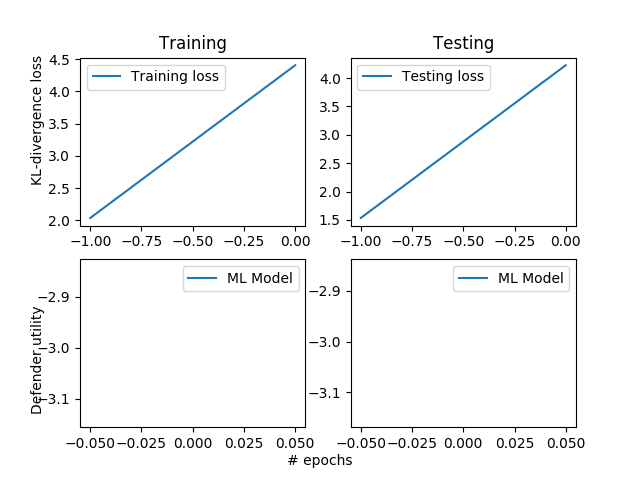 Training
Testing
KL-divergence loss
4.5
4.0
3.5
3.0
2.5
2.0
Training loss
−1.00 −0.75 −0.50 −0.25 0.00
4.0
3.5
3.0
2.5
2.0
1.5
Testing loss
−1.00 −0.75 −0.50 −0.25 0.00
Defender utility
−2.9
−3.0
−3.1
ML Model
−0.050 −0.025 0.000 0.025 0.050
−2.9
−3.0
−3.1
ML Model
−0.050 −0.025 0.000 0.025 0.050
# epochs